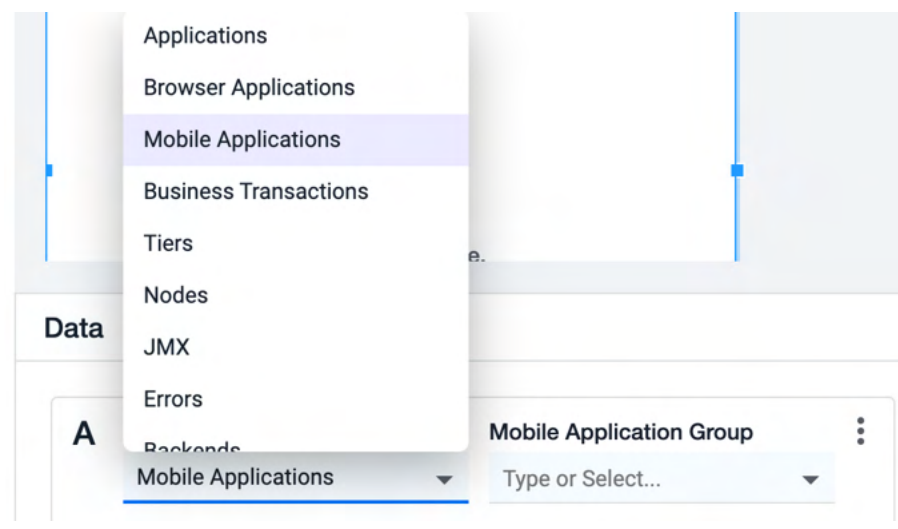 Applications
Browser Applications
Mobile Applications
Business Transactions
Tiers
e.
Nodes
Data
JMX
Errors
A
Mobile Application Group
Backends
Mobile Applications
Type or Select...